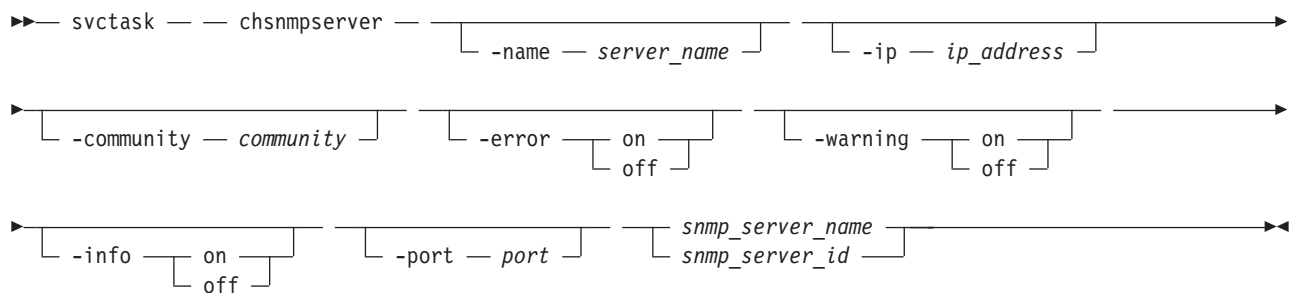 svctask chsnmpserver
-name server_name -ip ip_address
-community community -error on -warning on
off off
-info on -port port snmp_server_name
off snmp_server_id